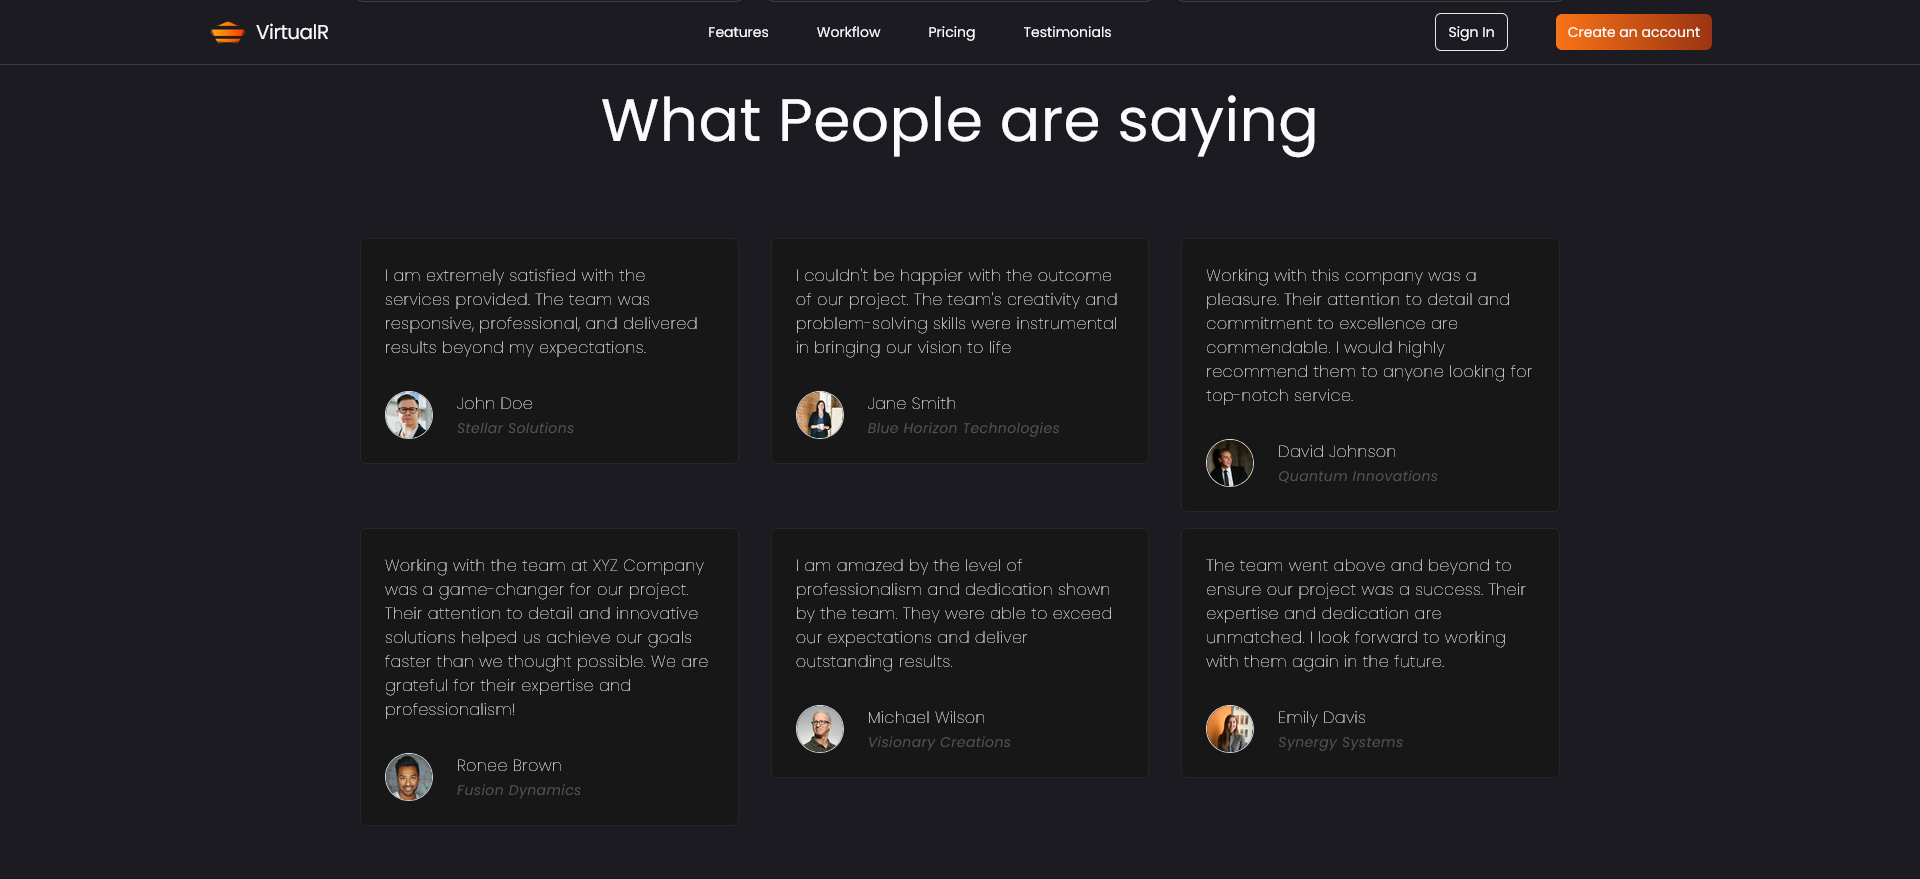 VirtualR
Features
Workflow
Pricing
Testimonials
Sign In
Create an account
What People are saying
I am extremely satisfied with the
services provided. The team was
responsive, professional, and delivered
results beyond my expectations.
John Doe
Stellar Solutions
I couldn't be happier with the outcome
of our project. The team's creativity and
problem-solving skills were instrumental
in bringing our vision to life
Jane Smith
Blue Horizon Technologies
Working with this company was a
pleasure. Their attention to detail and
commitment to excellence are
commendable. I would highly
recommend them to anyone looking for
top-notch service.
David Johnson
Quantum Innovations
Working with the team at XYZ Company
was a game-changer for our project.
Their attention to detail and innovative
solutions helped us achieve our goals
faster than we thought possible. We are
grateful for their expertise and
professionalism!
Ronee Brown
Fusion Dynamics
I am amazed by the level of
professionalism and dedication shown
by the team. They were able to exceed
our expectations and deliver
outstanding results.
Michael Wilson
Visionary Creations
The team went above and beyond to
ensure our project was a success. Their
expertise and dedication are
unmatched. I look forward to working
with them again in the future.
Emily Davis
Synergy Systems